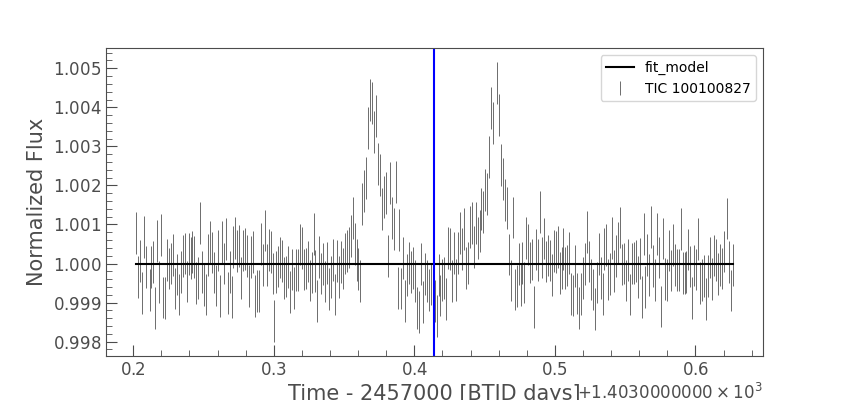 1.005
1.004
1.003
1.002
1.001
1.000
0.999
0.998
Normalized Flux
fit_model
TIC 100100827
0.2 0.3 0.4 0.5 0.6
Time - 2457000 [BTJD days]
+1.4030000000 × 10³